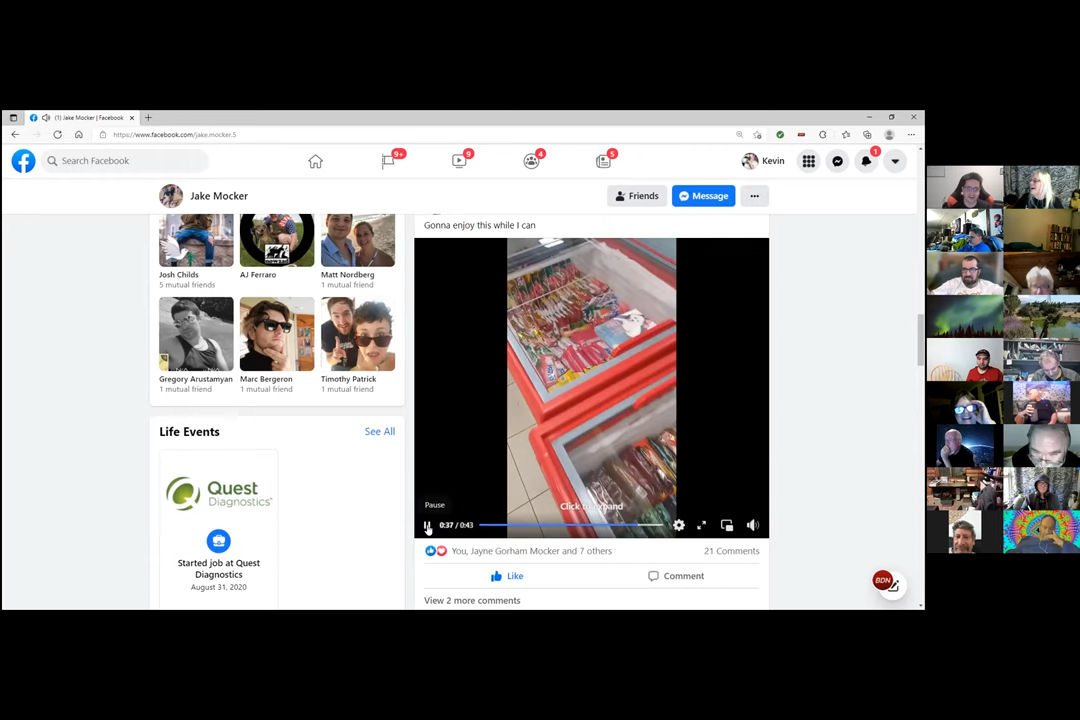 (1) Jake Mocker | Facebook
https://www.facebook.com/jake.mocker.5
Search Facebook
9+
9
4
5
Kevin
1
Jake Mocker
Friends
Message
Gonna enjoy this while I can
Josh Childs
5 mutual friends
AJ Ferraro
Matt Nordberg
1 mutual friend
Gregory Arustamyan
1 mutual friend
Marc Bergeron
1 mutual friend
Timothy Patrick
1 mutual friend
Life Events
See All
Quest
Diagnostics
Started job at Quest
Diagnostics
August 31, 2020
Pause
Click to expand
0:37 / 0:43
You, Jayne Gorham Mocker and 7 others
21 Comments
Like
Comment
View 2 more comments
BDN